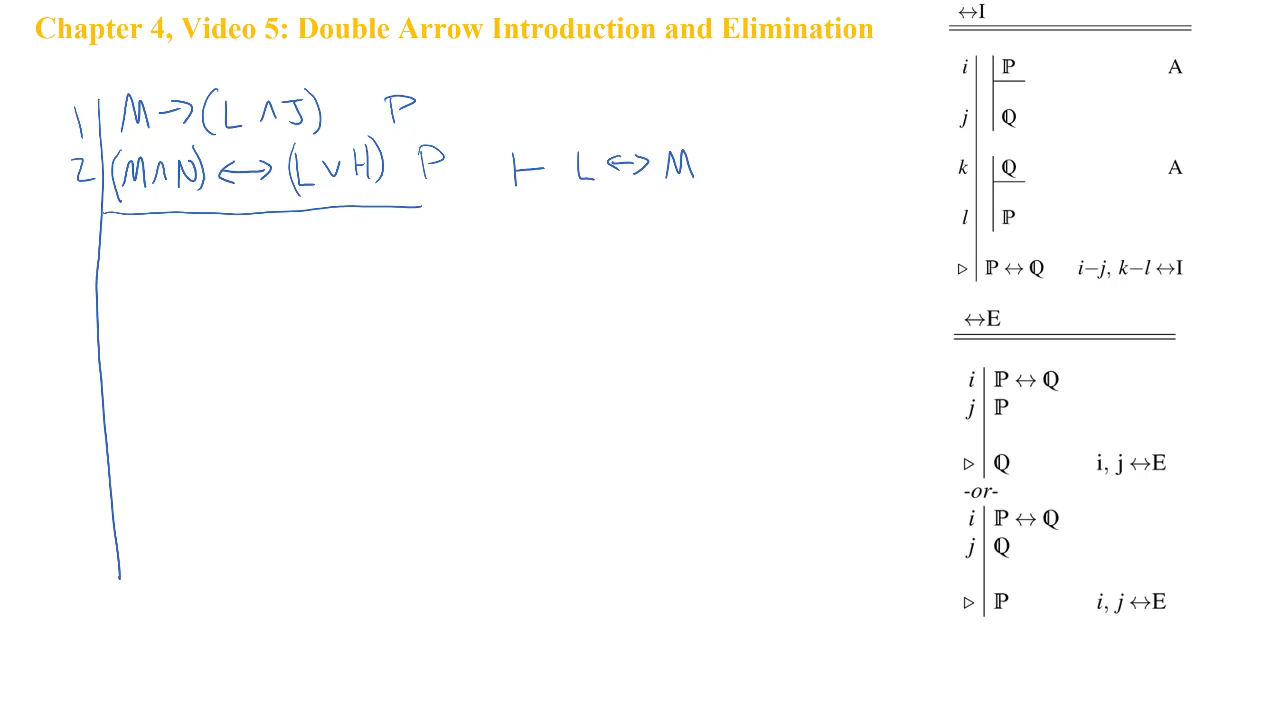 Chapter 4, Video 5: Double Arrow Introduction and Elimination
1 M → (L ∧ J) P
2 (M ∧ N) ↔ (L ∨ H) P ⊢ L ↔ M
↔I
i ℙ A
j ℚ
k ℚ A
l ℙ
▷ ℙ ↔ ℚ i–j, k–l ↔I
↔E
i ℙ ↔ ℚ
j ℙ
▷ ℚ i, j ↔E
-or-
i ℙ ↔ ℚ
j ℚ
▷ ℙ i, j ↔E